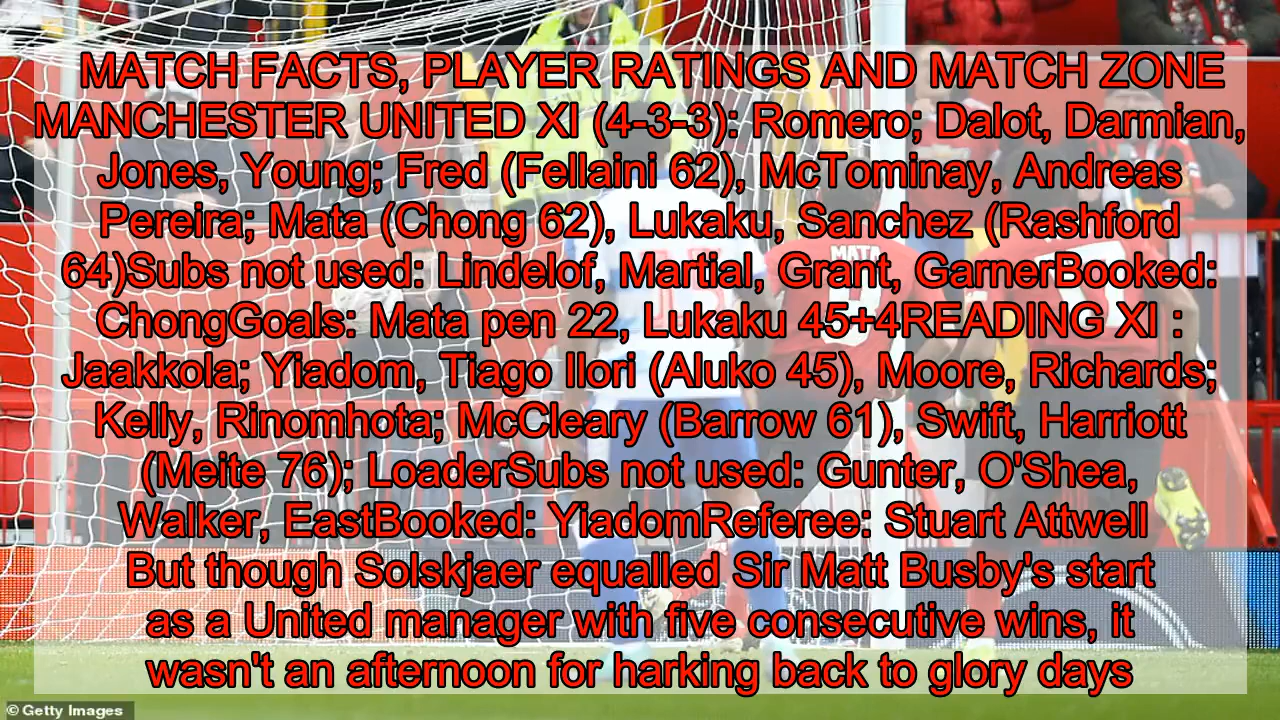 MATCH FACTS, PLAYER RATINGS AND MATCH ZONE
MANCHESTER UNITED XI (4-3-3): Romero; Dalot, Darmian,
Jones, Young; Fred (Fellaini 62), McTominay, Andreas
Pereira; Mata (Chong 62), Lukaku, Sanchez (Rashford
64)Subs not used: Lindelof, Martial, Grant, GarnerBooked:
ChongGoals: Mata pen 22, Lukaku 45+4READING XI :
Jaakkola; Yiadom, Tiago Ilori (Aluko 45), Moore, Richards;
Kelly, Rinomhota; McCleary (Barrow 61), Swift, Harriott
(Meite 76); LoaderSubs not used: Gunter, O'Shea,
Walker, EastBooked: YiadomReferee: Stuart Attwell
But though Solskjaer equalled Sir Matt Busby's start
as a United manager with five consecutive wins, it
wasn't an afternoon for harking back to glory days
MATA
8
© Getty Images